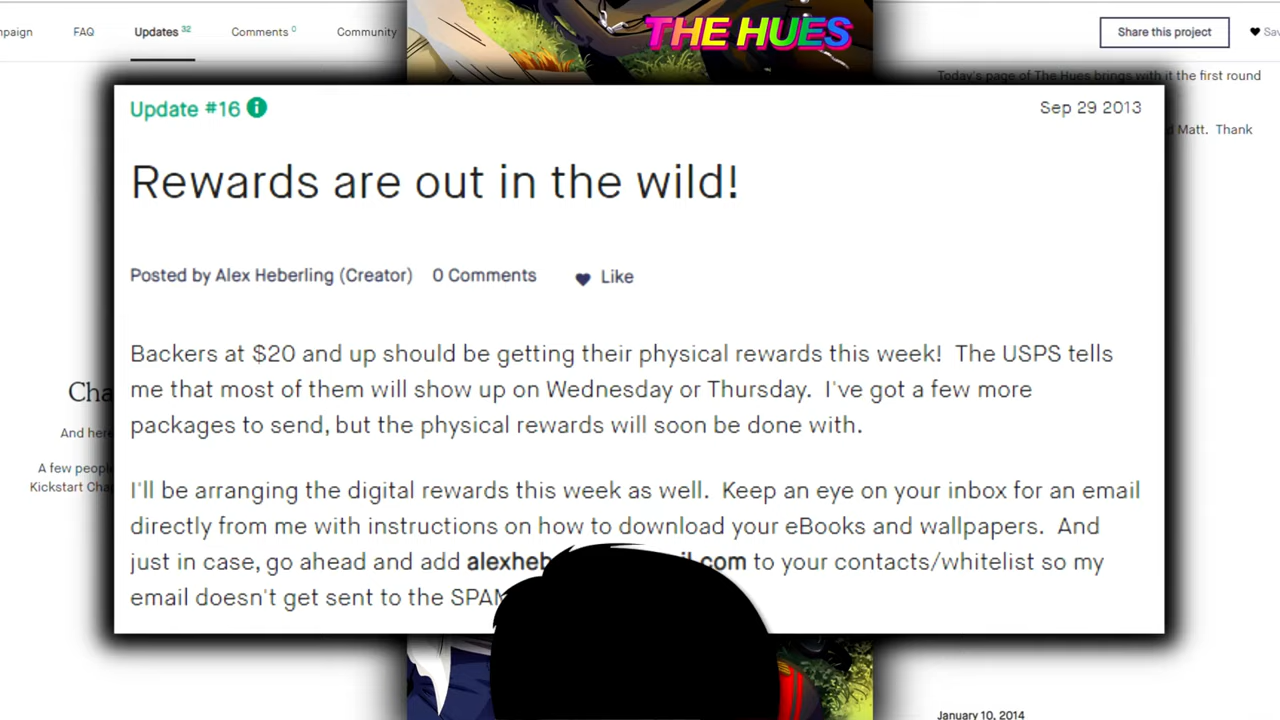 paign
FAQ
Updates 32
Comments 0
Community
THE HUES
Share this project
Today's page of The Hues brings with it the first round
Matt. Thank
Update #16
Sep 29 2013
Rewards are out in the wild!
Posted by Alex Heberling (Creator) 0 Comments Like
Backers at $20 and up should be getting their physical rewards this week! The USPS tells
me that most of them will show up on Wednesday or Thursday. I've got a few more
packages to send, but the physical rewards will soon be done with.
I'll be arranging the digital rewards this week as well. Keep an eye on your inbox for an email
directly from me with instructions on how to download your eBooks and wallpapers. And
just in case, go ahead and add to your contacts/whitelist so my
email doesn't get sent to the SPAM
Cha
And here
A few peopl
Kickstart Cha
January 10, 2014